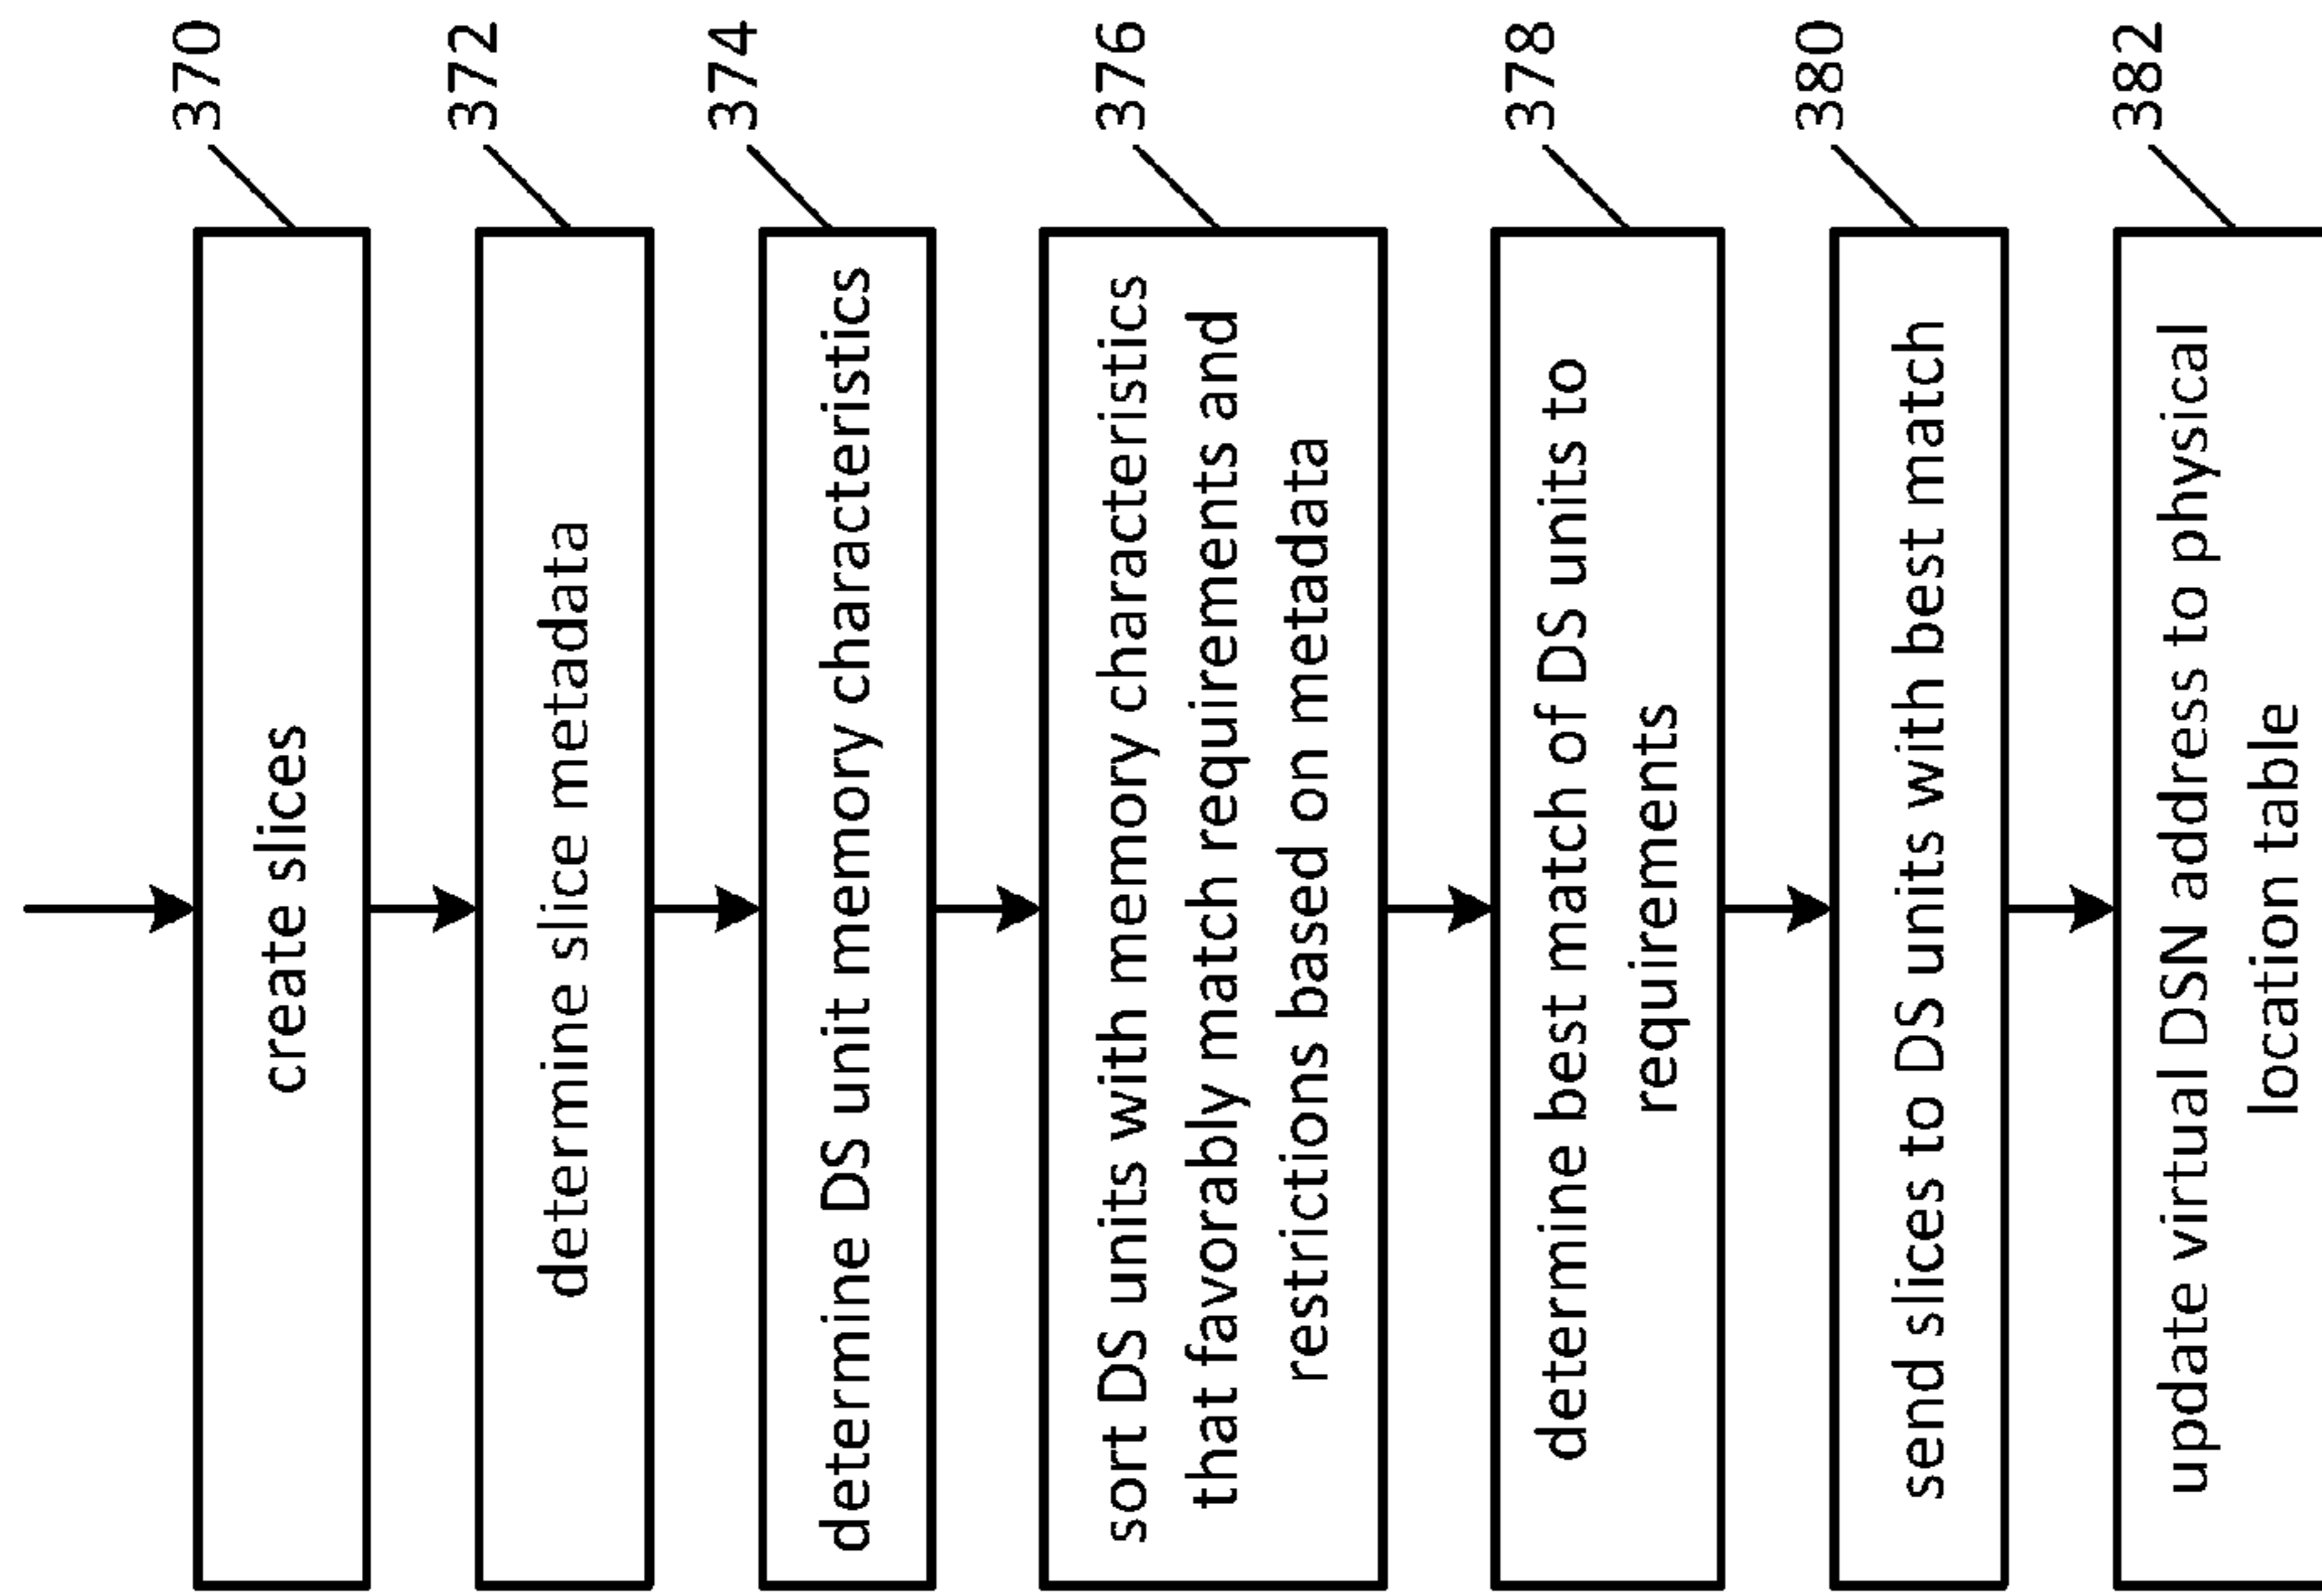 create slices
370
determine slice metadata
372
determine DS unit memory characteristics
374
sort DS units with memory characteristics
that favorably match requirements and
restrictions based on metadata
376
determine best match of DS units to
requirements
378
send slices to DS units with best match
380
update virtual DSN address to physical
location table
382